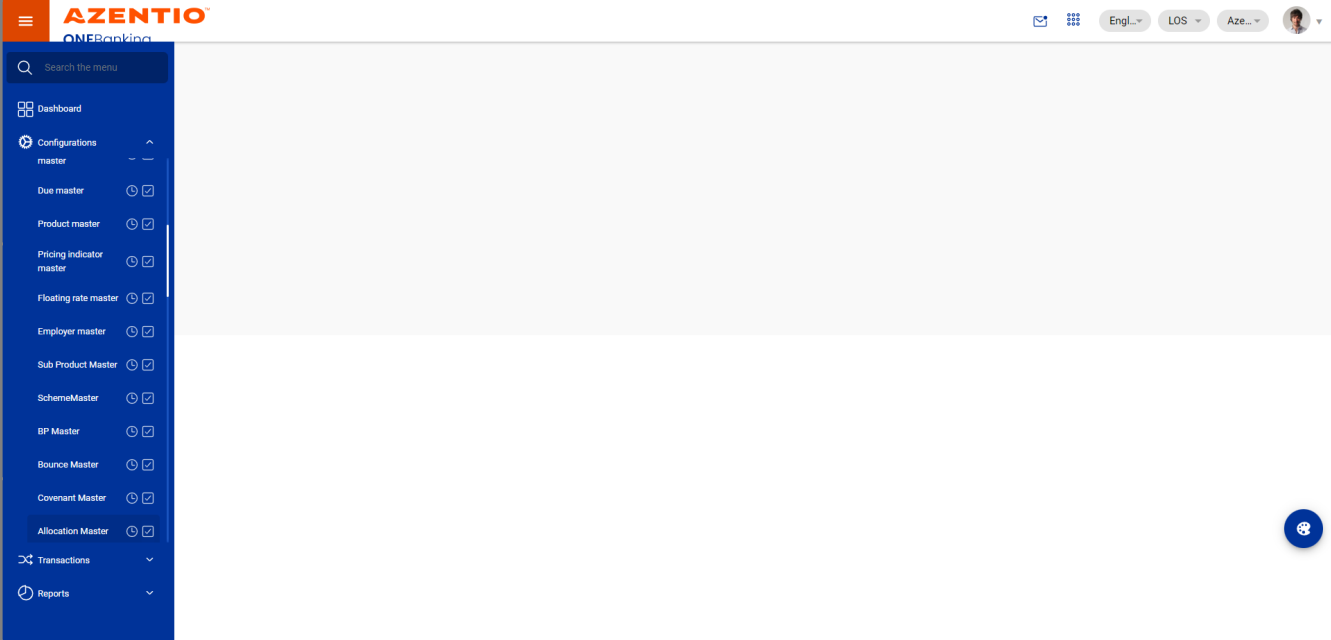 AZENTIO™
ONEBanking
Engl...
LOS
Aze...
Search the menu
Dashboard
Configurations
master
Due master
Product master
Pricing indicator
master
Floating rate master
Employer master
Sub Product Master
SchemeMaster
BP Master
Bounce Master
Covenant Master
Allocation Master
Transactions
Reports